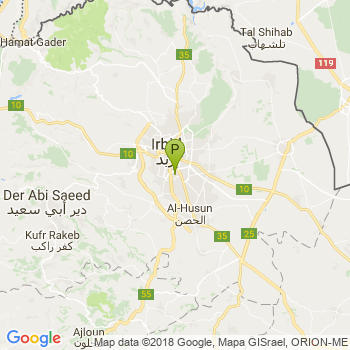 Tal Shihab
تل شهاب
Hamat Gader
35
119
10
10
Irbid
P
Der Abi Saeed
دير أبي سعيد
10
Al-Husun
الحصن
Kufr Rakeb
كفر راكب
35
25
55
Ajloun
عجلون
Google
Map data ©2018 Google, Mapa GISrael, ORION-ME